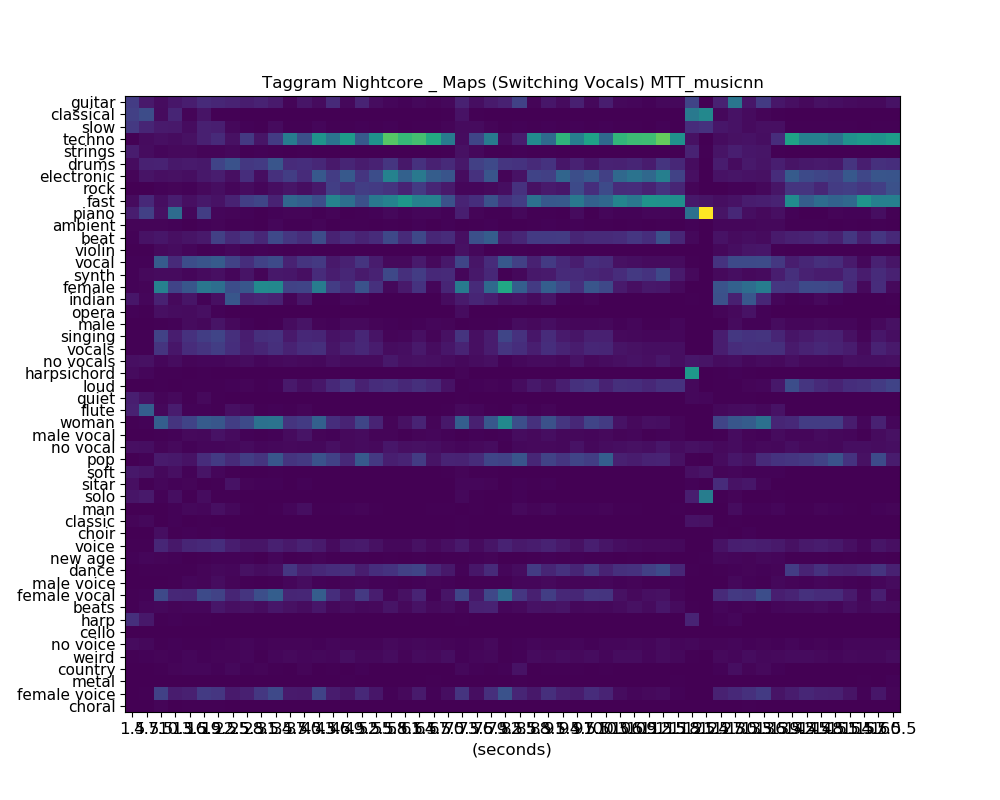 Taggram Nightcore _ Maps (Switching Vocals) MTT_musicnn
guitar
classical
slow
techno
strings
drums
electronic
rock
fast
piano
ambient
beat
violin
vocal
synth
female
indian
opera
male
singing
vocals
no vocals
harpsichord
loud
quiet
flute
woman
male vocal
no vocal
pop
soft
sitar
solo
man
classic
choir
voice
new age
dance
male voice
female vocal
beats
harp
cello
no voice
weird
country
metal
female voice
choral
(seconds)